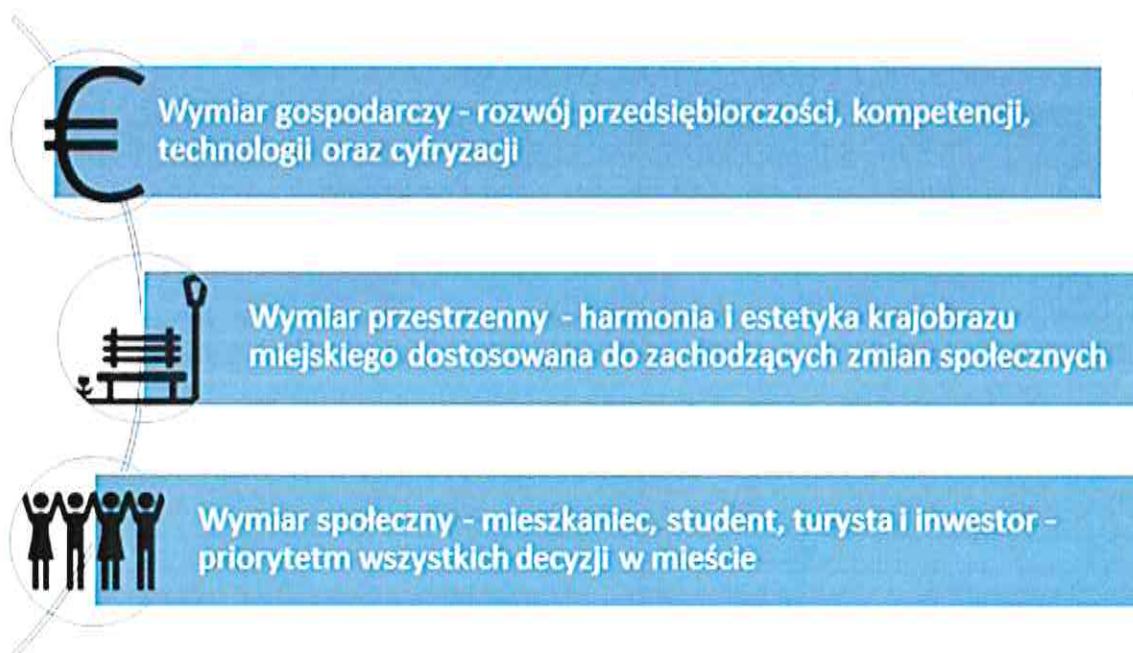 Wymiar gospodarczy - rozwój przedsiębiorczości, kompetencji,
technologii oraz cyfryzacji
Wymiar przestrzenny - harmonia i estetyka krajobrazu
miejskiego dostosowana do zachodzących zmian społecznych
Wymiar społeczny - mieszkaniec, student, turysta i inwestor -
priorytetm wszystkich decyzji w mieście